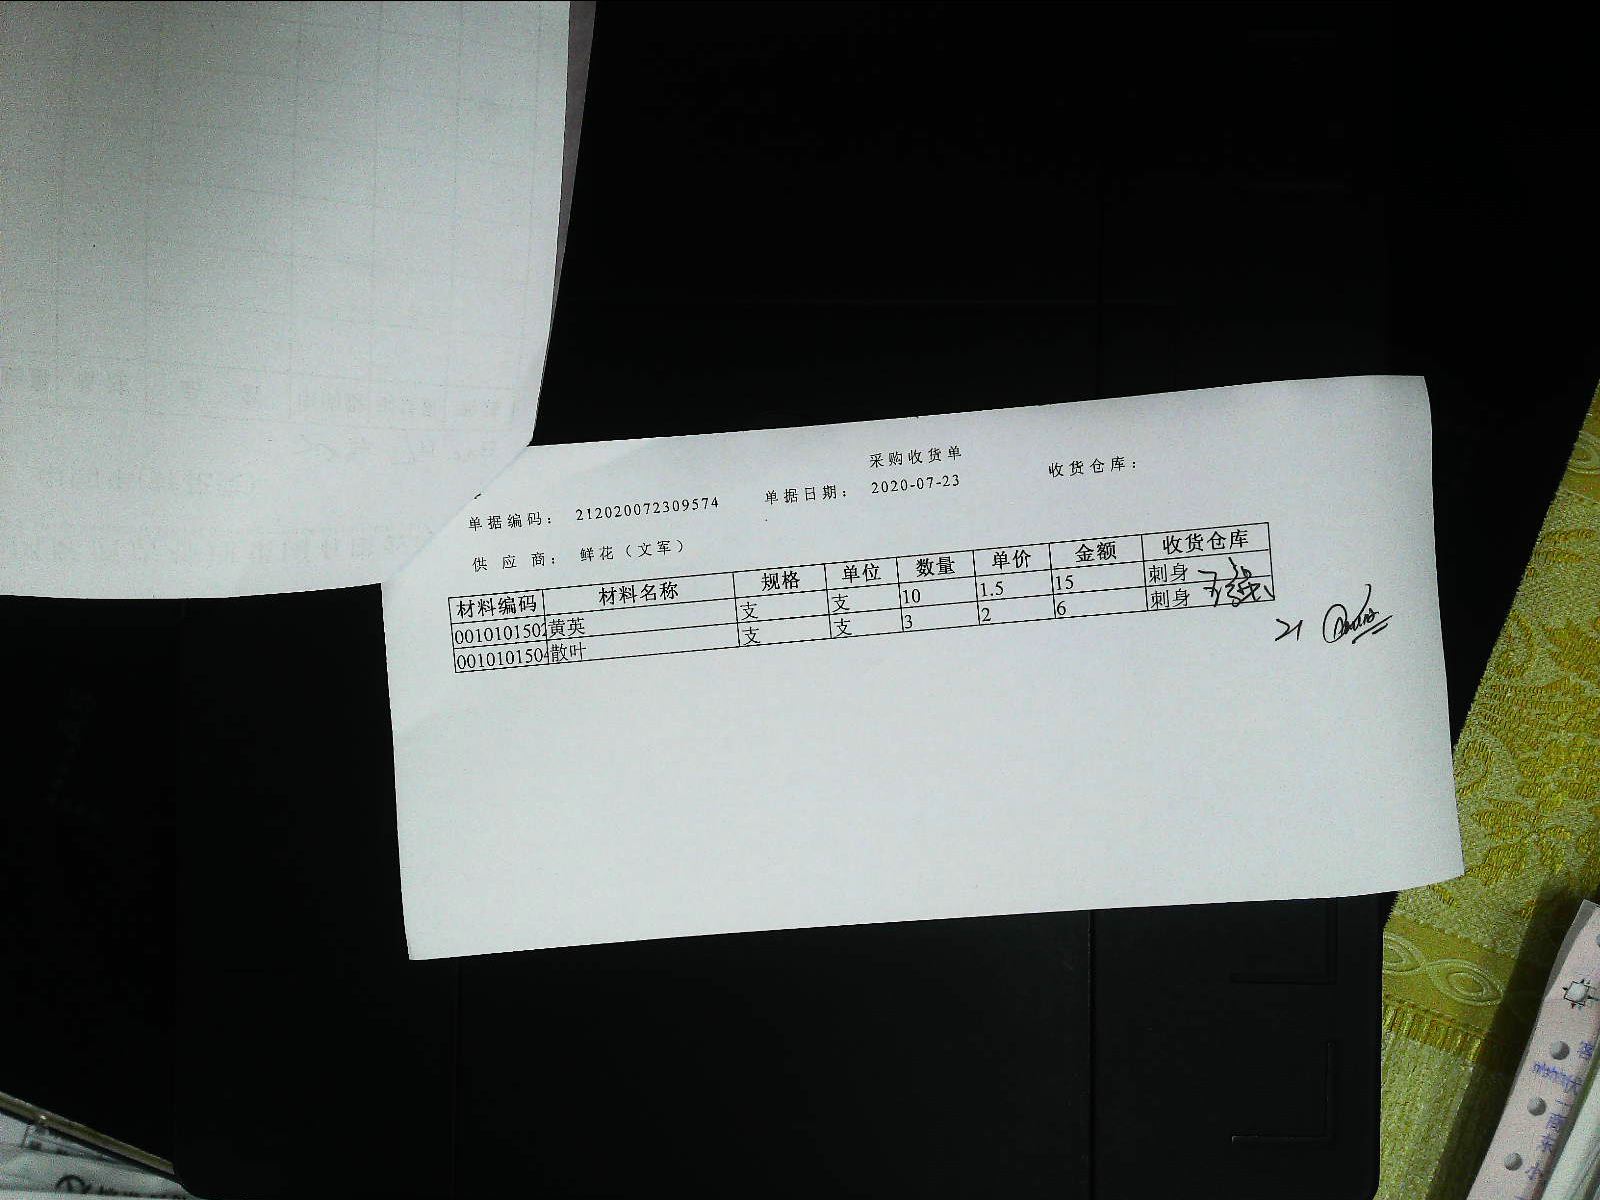 采购收货单
单据编码: 212020072309574 单据日期: 2020-07-23 收货仓库:
供应商: 鲜花(文军)
材料编码 材料名称 规格 单位 数量 单价 金额 收货仓库
001010150 黄英 支 支 10 1.5 15 刺身
001010150 散叶 支 支 3 2 6 刺身
21